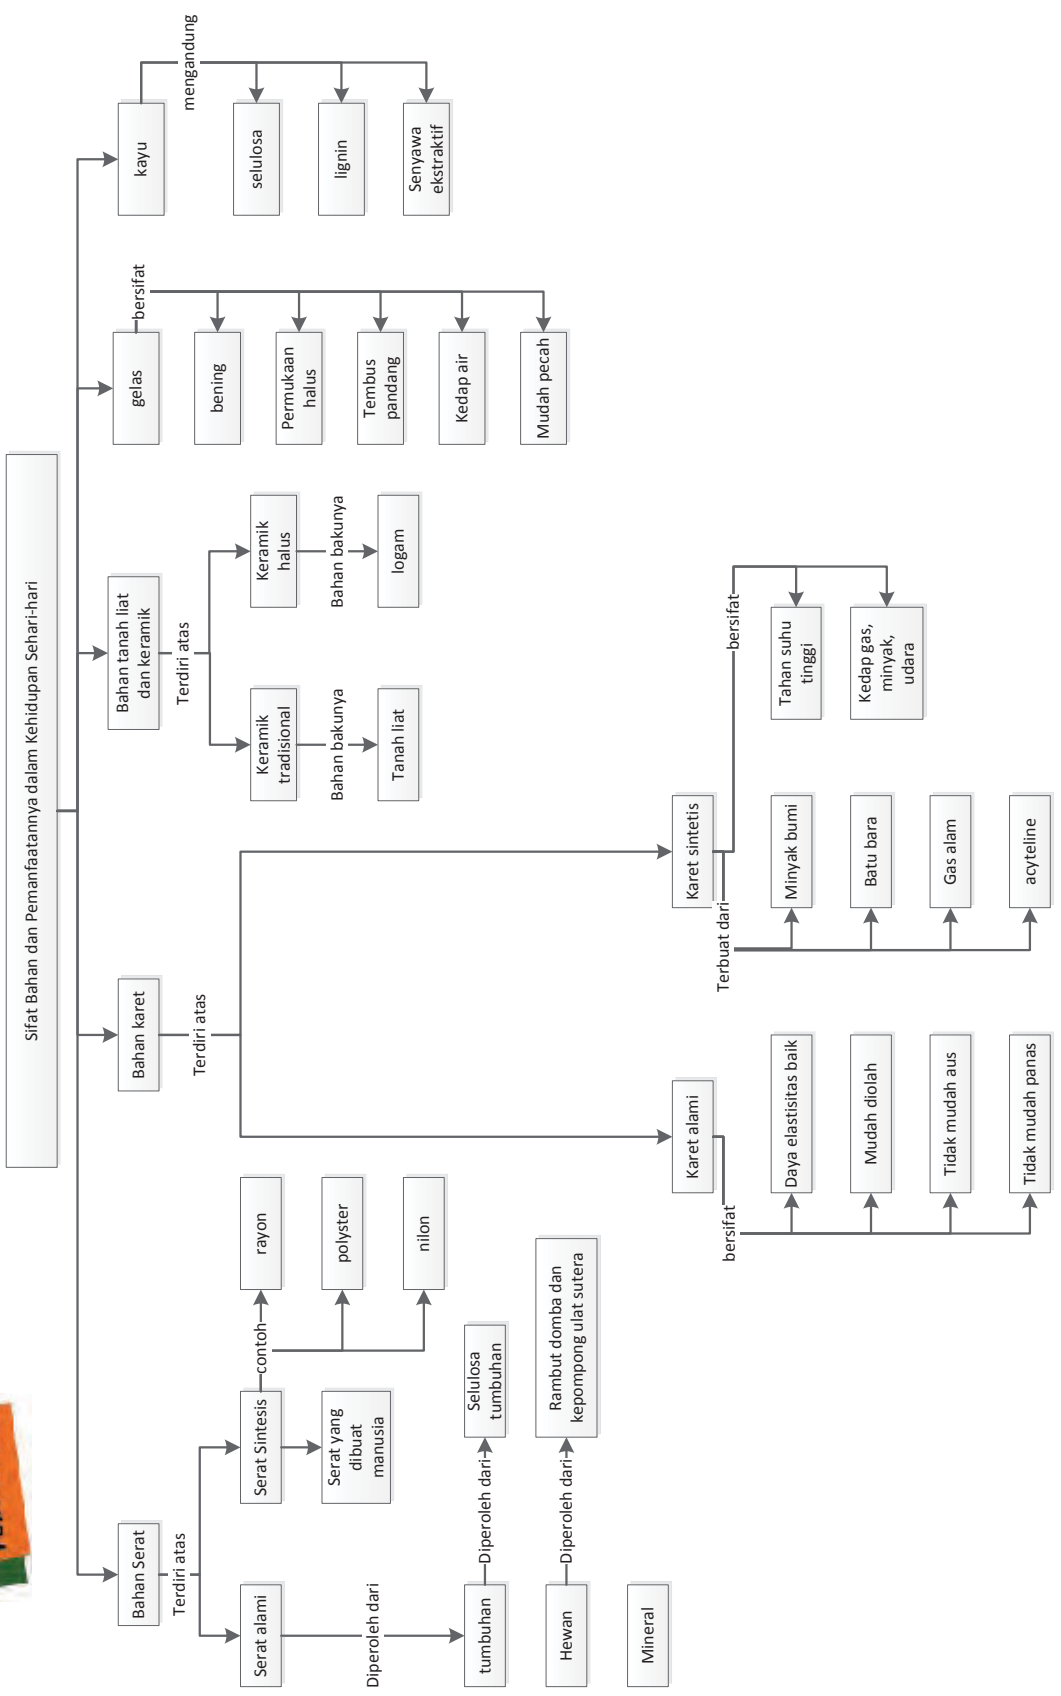 Sifat Bahan dan Pemanfaatannya dalam Kehidupan Sehari-hari
Bahan Serat
Terdiri atas
Serat alami
Diperoleh dari
tumbuhan
Diperoleh dari
Selulosa
tumbuhan
Hewan
Diperoleh dari
Rambut domba dan
kepompong ulat sutera
Mineral
Serat Sintesis
contoh
rayon
polyster
nilon
Serat yang
dibuat
manusia
Bahan karet
Terdiri atas
Karet alami
bersifat
Daya elastisitas baik
Mudah diolah
Tidak mudah aus
Tidak mudah panas
Karet sintetis
Terbuat dari
Minyak bumi
Batu bara
Gas alam
acyteline
bersifat
Tahan suhu
tinggi
Kedap gas,
minyak,
udara
Bahan tanah liat
dan keramik
Terdiri atas
Keramik
tradisional
Bahan bakunya
Tanah liat
Keramik
halus
Bahan bakunya
logam
gelas
bersifat
bening
Permukaan
halus
Tembus
pandang
Kedap air
Mudah pecah
kayu
mengandung
selulosa
lignin
Senyawa
ekstraktif